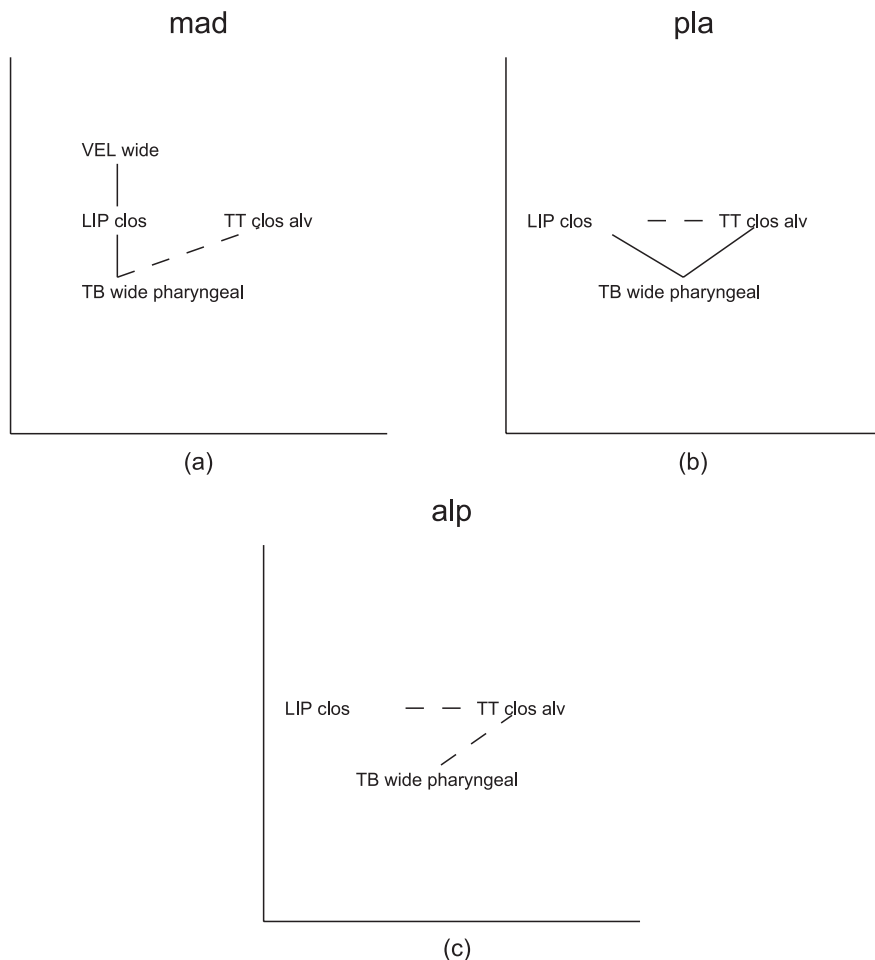 mad
VEL wide
LIP clos TT clos alv
TB wide pharyngeal
(a)
pla
LIP clos TT clos alv
TB wide pharyngeal
(b)
alp
LIP clos TT clos alv
TB wide pharyngeal
(c)